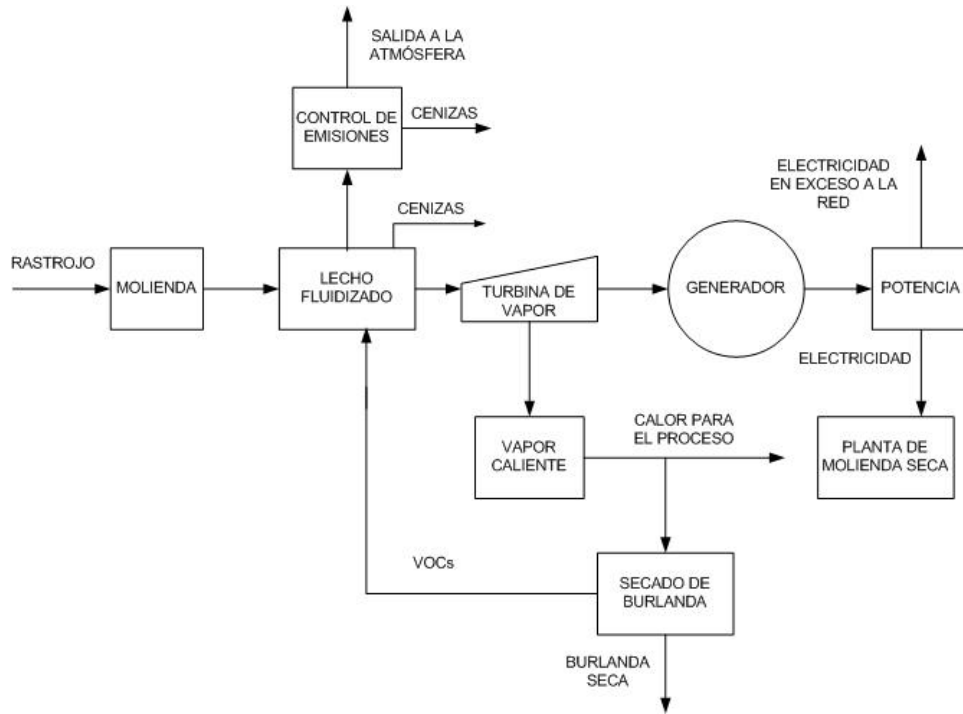 SALIDA A LA
ATMÓSFERA
CONTROL DE
EMISIONES
CENIZAS
ELECTRICIDAD
EN EXCESO A LA
RED
CENIZAS
RASTROJO
MOLIENDA
LECHO
FLUIDIZADO
TURBINA DE
VAPOR
GENERADOR
POTENCIA
ELECTRICIDAD
VAPOR
CALIENTE
CALOR PARA
EL PROCESO
PLANTA DE
MOLIENDA SECA
VOCs
SECADO DE
BURLANDA
BURLANDA
SECA